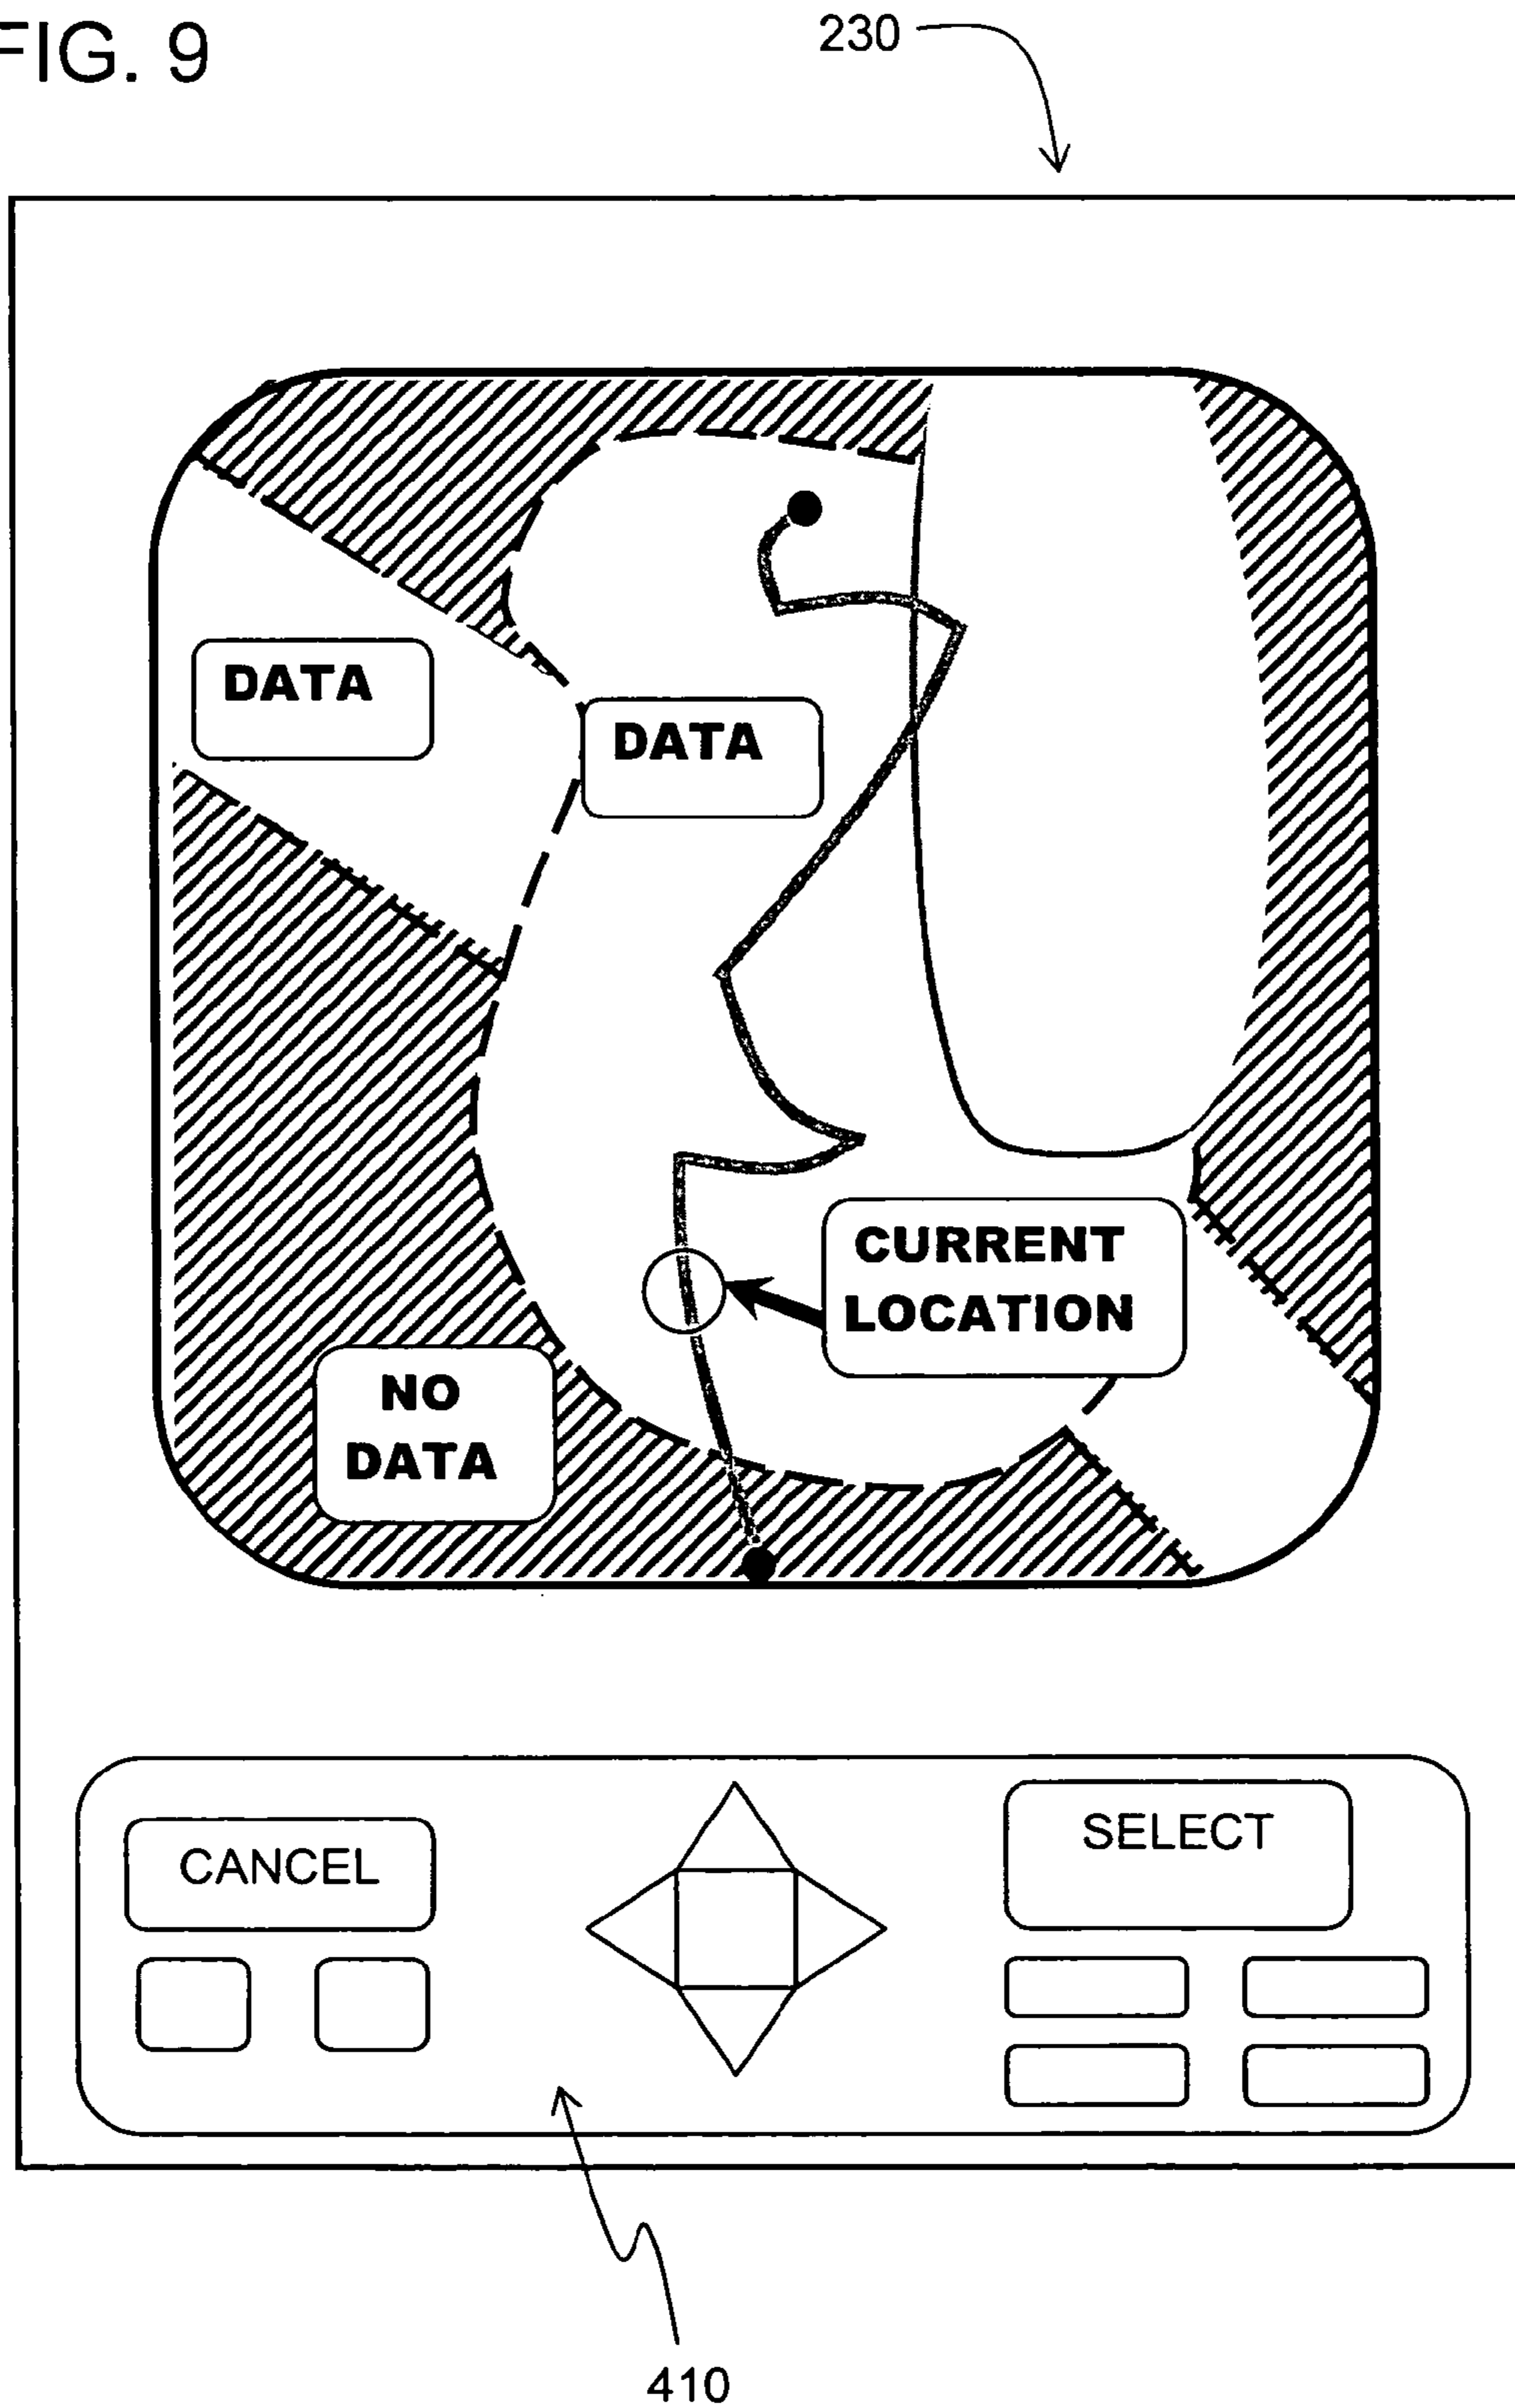 FIG. 9
230
DATA
DATA
CURRENT
LOCATION
NO
DATA
CANCEL
SELECT
410